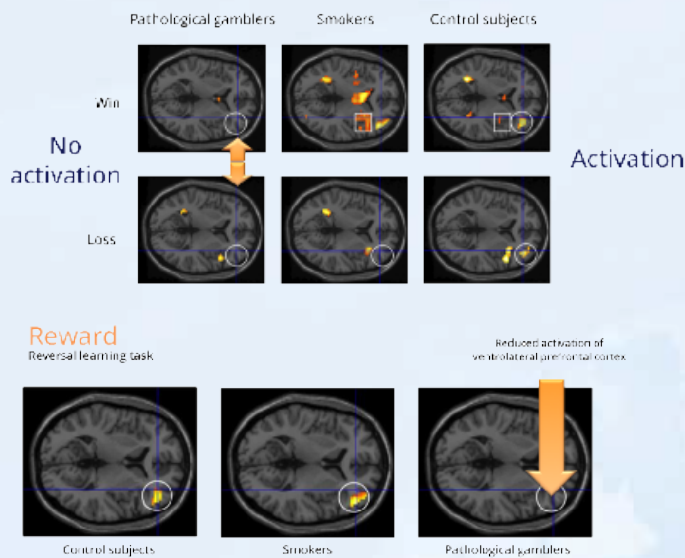 Pathological gamblers
Smokers
Control subjects
Win
No
activation
Activation
Loss
Reward
Reversal learning task
Reduced activation of
ventrolateral prefrontal cortex
Control subjects
Smokers
Pathological gamblers